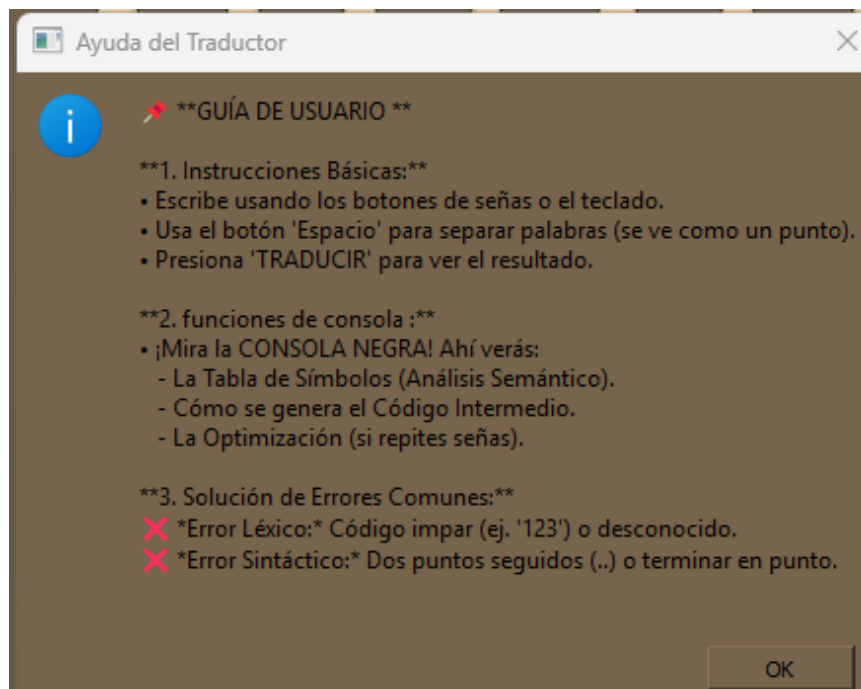 Ayuda del Traductor
📌 **GUÍA DE USUARIO **
**1. Instrucciones Básicas:**
• Escribe usando los botones de señas o el teclado.
• Usa el botón 'Espacio' para separar palabras (se ve como un punto).
• Presiona 'TRADUCIR' para ver el resultado.
**2. funciones de consola :**
• ¡Mira la CONSOLA NEGRA! Ahí verás:
- La Tabla de Símbolos (Análisis Semántico).
- Cómo se genera el Código Intermedio.
- La Optimización (si repites señas).
**3. Solución de Errores Comunes:**
❌ *Error Léxico:* Código impar (ej. '123') o desconocido.
❌ *Error Sintáctico:* Dos puntos seguidos (..) o terminar en punto.
OK